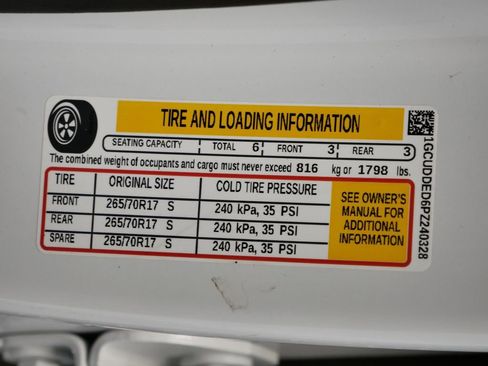 TIRE AND LOADING INFORMATION
SEATING CAPACITY TOTAL 6 FRONT 3 REAR 3
The combined weight of occupants and cargo must never exceed 816 kg or 1798 lbs.
TIRE ORIGINAL SIZE COLD TIRE PRESSURE
FRONT 265/70R17 S 240 kPa, 35 PSI
REAR 265/70R17 S 240 kPa, 35 PSI
SPARE 265/70R17 S 240 kPa, 35 PSI
SEE OWNER'S
MANUAL FOR
ADDITIONAL
INFORMATION
1GCUDDED6PZ240328